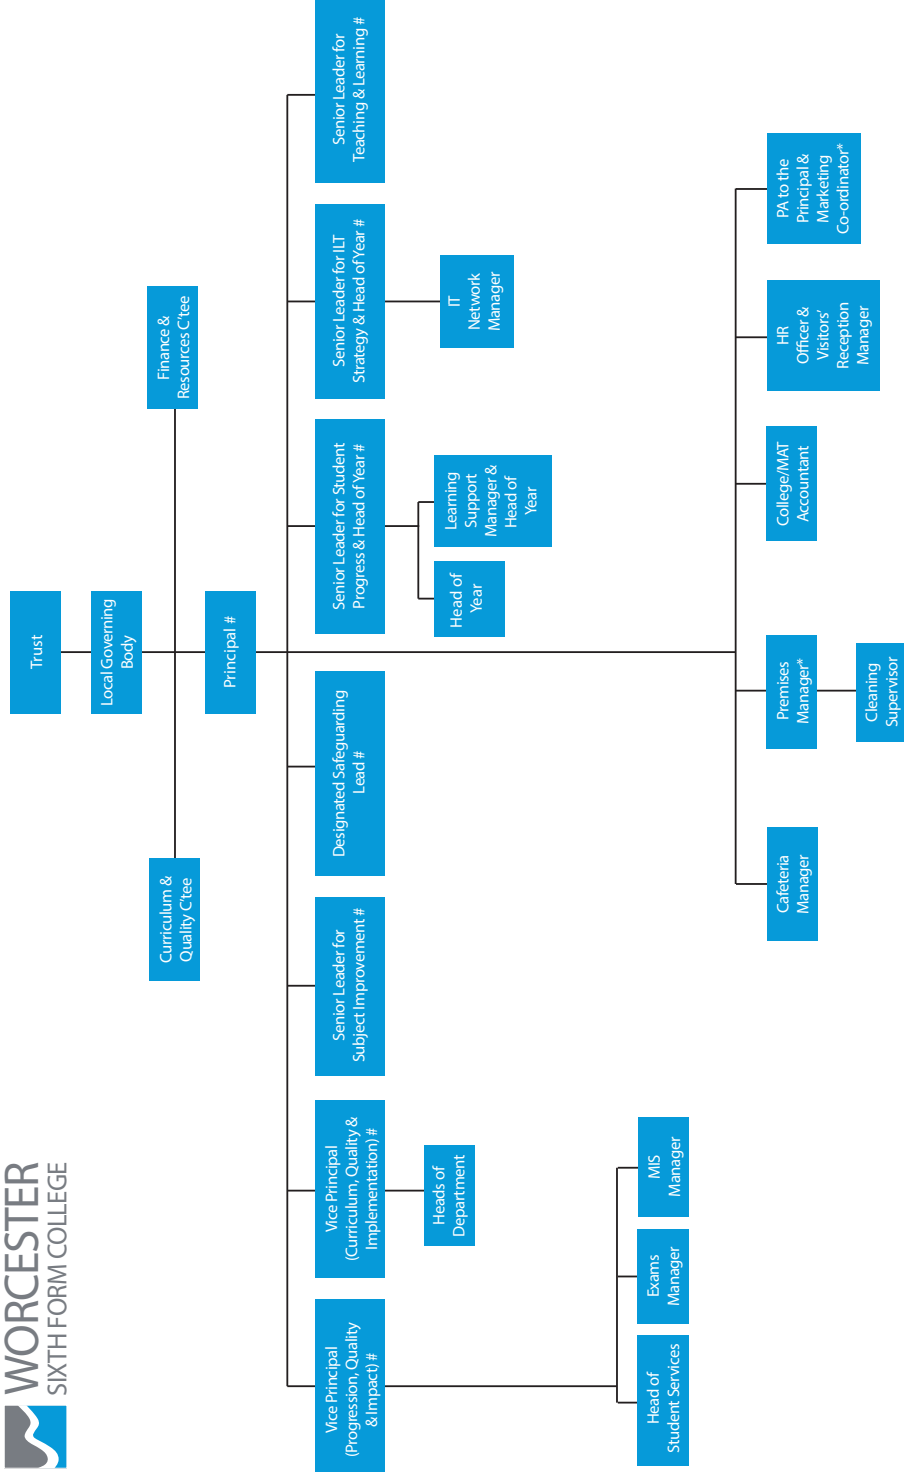 WORCESTER
SIXTH FORM COLLEGE
Trust
Local Governing
Body
Curriculum &
Quality C'tee
Finance &
Resources C'tee
Principal #
Vice Principal
(Progression, Quality
& Impact) #
Vice Principal
(Curriculum, Quality &
Implementation) #
Senior Leader for
Subject Improvement #
Designated Safeguarding
Lead #
Senior Leader for Student
Progress & Head of Year #
Senior Leader for ILT
Strategy & Head of Year #
Senior Leader for
Teaching & Learning #
Heads of
Department
Head of
Year
Learning
Support
Manager &
Head of
Year
IT
Network
Manager
Head of
Student Services
Exams
Manager
MIS
Manager
Cafeteria
Manager
Premises
Manager*
College/MAT
Accountant
HR
Officer &
Visitors'
Reception
Manager
PA to the
Principal &
Marketing
Co-ordinator*
Cleaning
Supervisor